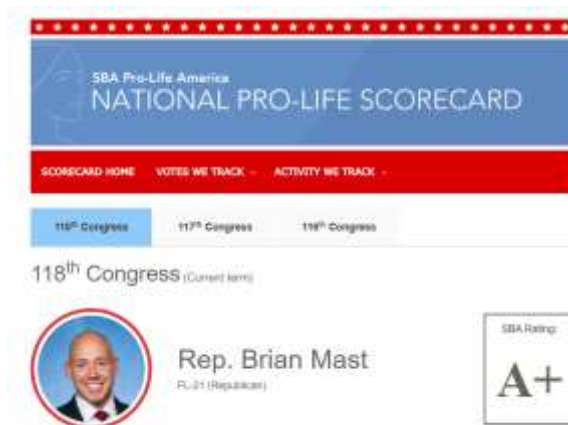 SBA Pro-Life America
NATIONAL PRO-LIFE SCORECARD
SCORECARD HOME VOTES WE TRACK ACTIVITY WE TRACK
118th Congress 117th Congress 116th Congress
118th Congress (Current term)
Rep. Brian Mast
FL-21 (Republican)
SBA Rating:
A+